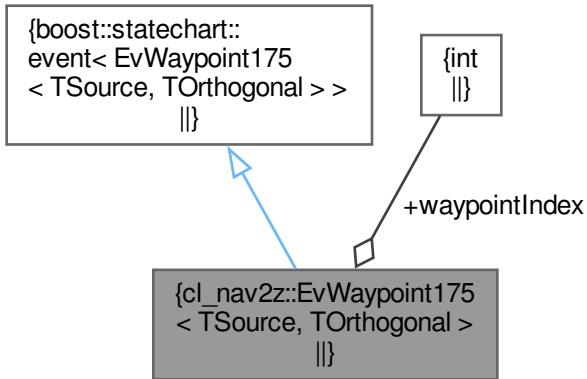 {boost::statechart::
event< EvWaypoint175
< TSource, TOrthogonal > >
||}
{int
||}
+waypointIndex
{cl_nav2z::EvWaypoint175
< TSource, TOrthogonal >
||}